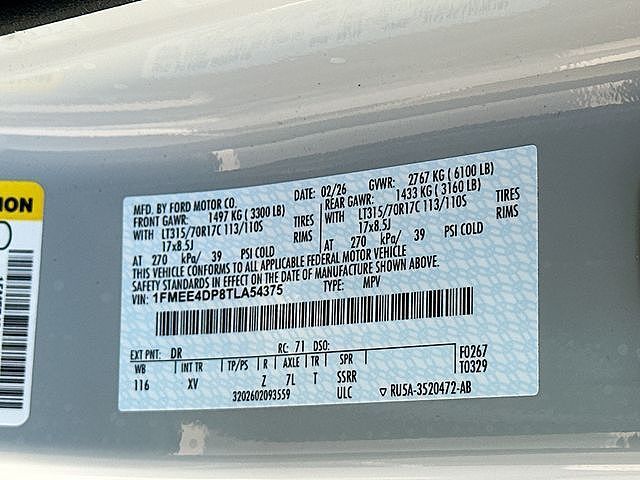 ION
MFD. BY FORD MOTOR CO. DATE: 02/26 GVWR: 2767 KG ( 6100 LB)
FRONT GAWR: 1497 KG ( 3300 LB) REAR GAWR: 1433 KG ( 3160 LB)
WITH LT315/70R17C 113/110S TIRES WITH LT315/70R17C 113/110S TIRES
17x8.5J RIMS 17x8.5J RIMS
AT 270 kPa/ 39 PSI COLD AT 270 kPa/ 39 PSI COLD
THIS VEHICLE CONFORMS TO ALL APPLICABLE FEDERAL MOTOR VEHICLE
SAFETY STANDARDS IN EFFECT ON THE DATE OF MANUFACTURE SHOWN ABOVE.
VIN: 1FMEE4DP8TLA54375 TYPE: MPV
EXT PNT: DR RC: 71 DSO: F0267
WB INT TR TP/PS R AXLE TR SPR T0329
116 XV Z 7L T SSRR
3202602093559 ULC ▽ RU5A-3520472-AB